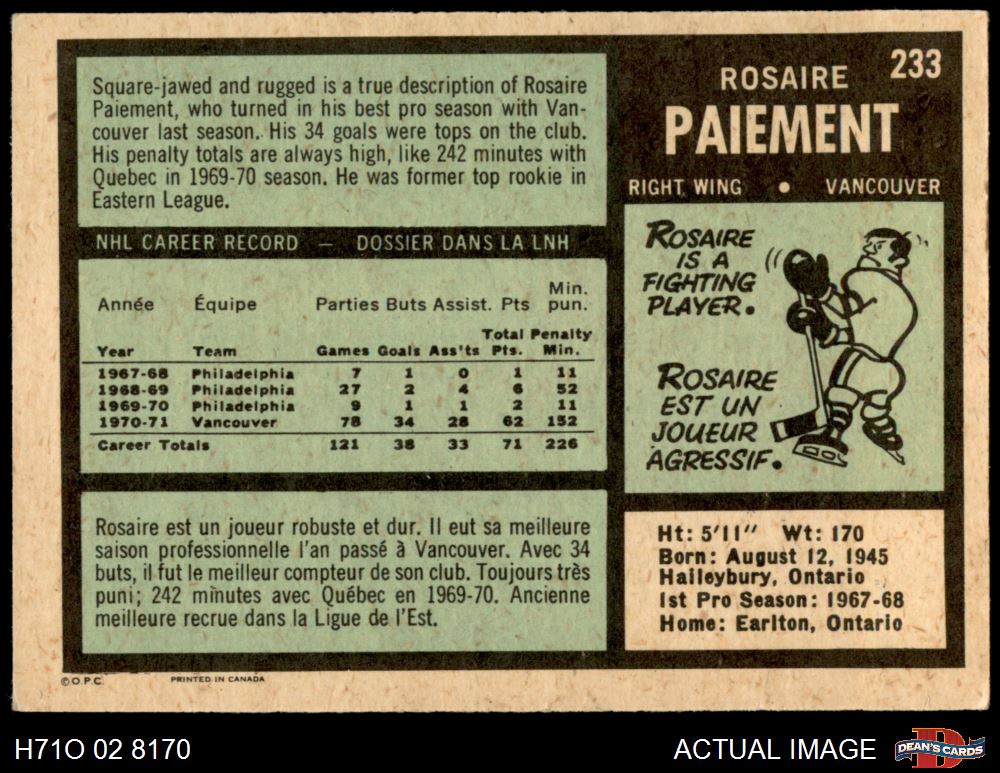 233
ROSAIRE
PAIEMENT
RIGHT WING • VANCOUVER
Square-jawed and rugged is a true description of Rosaire
Paiement, who turned in his best pro season with Van-
couver last season. His 34 goals were tops on the club.
His penalty totals are always high, like 242 minutes with
Quebec in 1969-70 season. He was former top rookie in
Eastern League.
NHL CAREER RECORD — DOSSIER DANS LA LNH
Année Équipe Parties Buts Assist. Pts Min. pun.
Year Team Games Goals Ass'ts Total Pts. Penalty Min.
1967-68 Philadelphia 7 1 0 1 11
1968-69 Philadelphia 27 2 4 6 52
1969-70 Philadelphia 9 1 1 2 11
1970-71 Vancouver 78 34 28 62 152
Career Totals 121 38 33 71 226
Rosaire est un joueur robuste et dur. Il eut sa meilleure
saison professionnelle l'an passé à Vancouver. Avec 34
buts, il fut le meilleur compteur de son club. Toujours très
puni; 242 minutes avec Québec en 1969-70. Ancienne
meilleure recrue dans la Ligue de l'Est.
ROSAIRE
IS A
FIGHTING
PLAYER.
ROSAIRE
EST UN
JOUEUR
AGRESSIF.
Ht: 5'11" Wt: 170
Born: August 12, 1945
Haileybury, Ontario
1st Pro Season: 1967-68
Home: Earlton, Ontario
©O.P.C. PRINTED IN CANADA
H71O 02 8170
ACTUAL IMAGE
D
DEAN'S CARDS